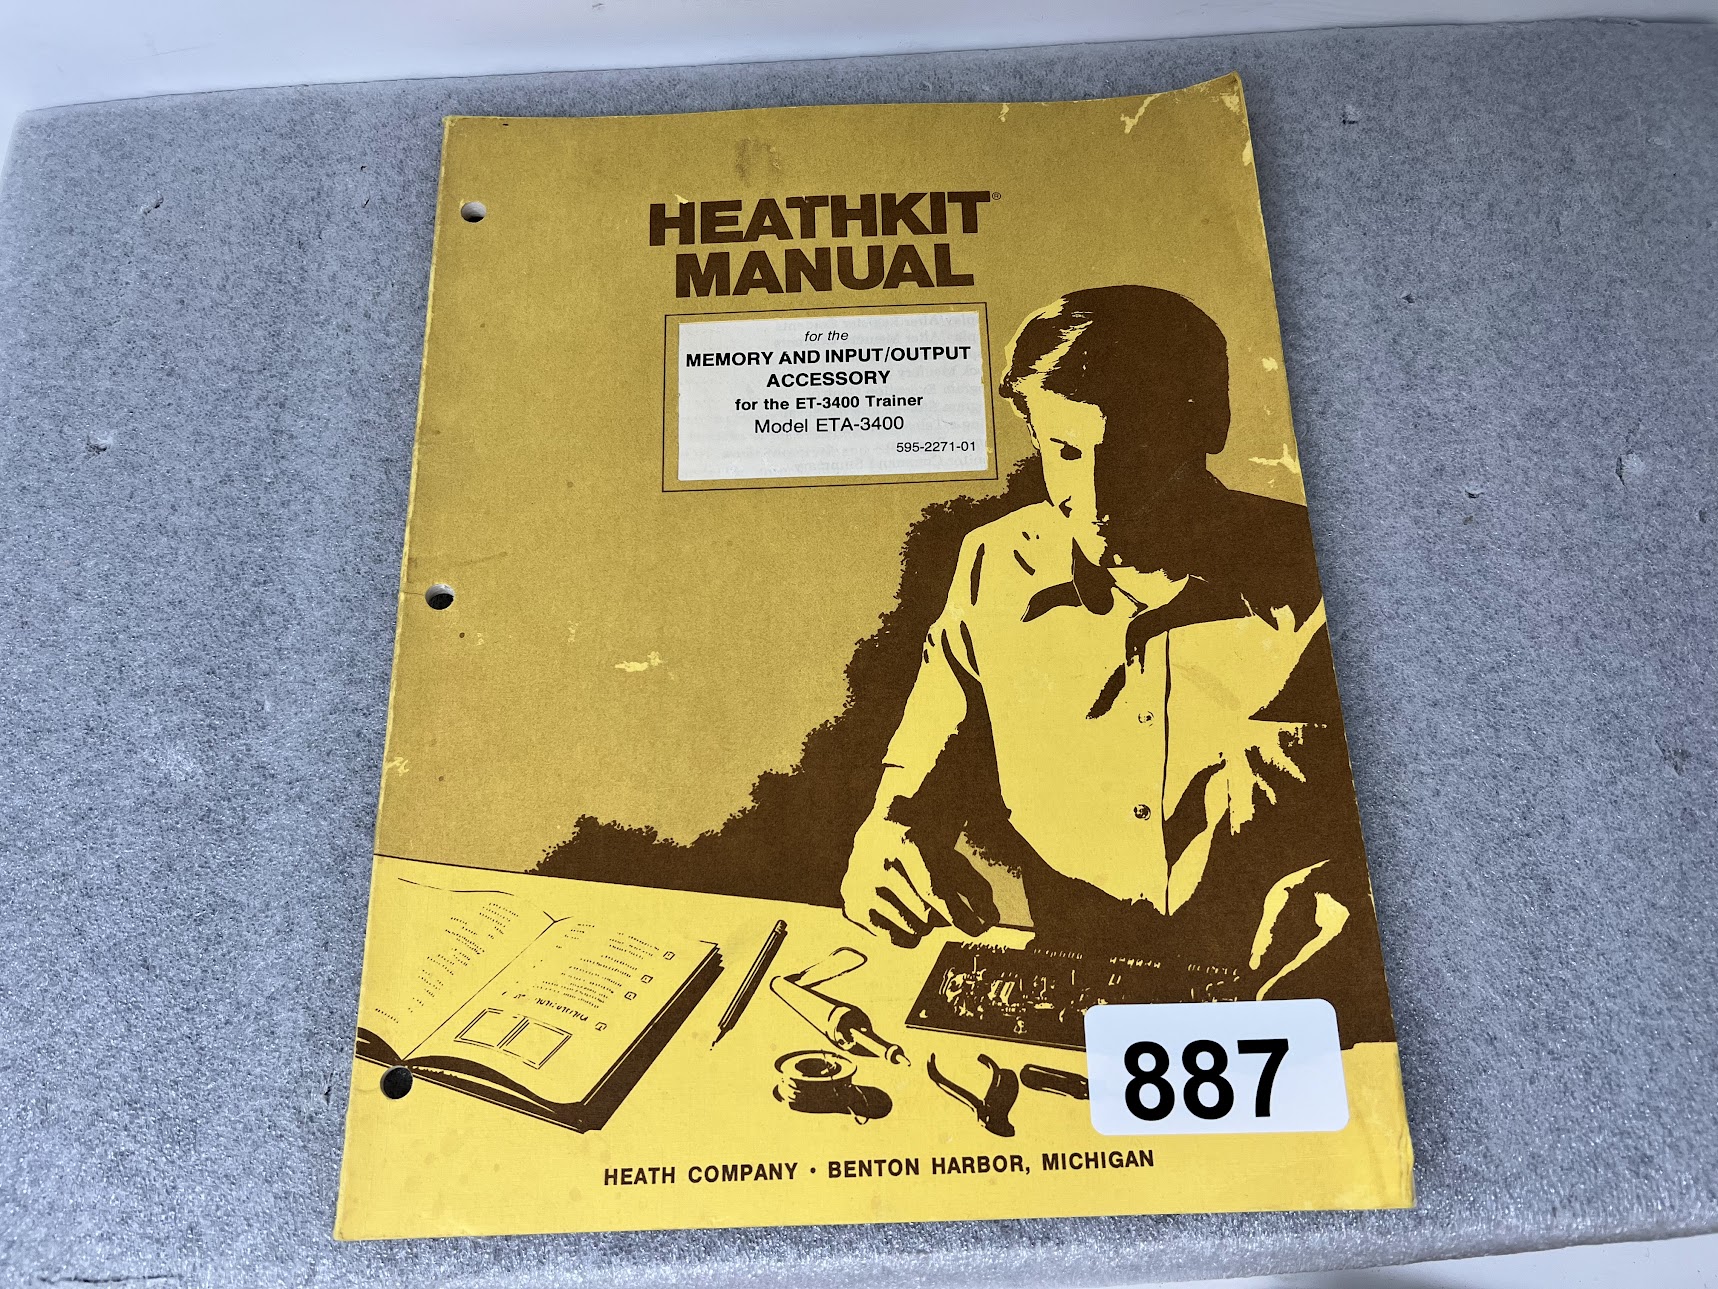 HEATHKIT®
MANUAL
for the
MEMORY AND INPUT/OUTPUT
ACCESSORY
for the ET-3400 Trainer
Model ETA-3400
595-2271-01
887
HEATH COMPANY • BENTON HARBOR, MICHIGAN